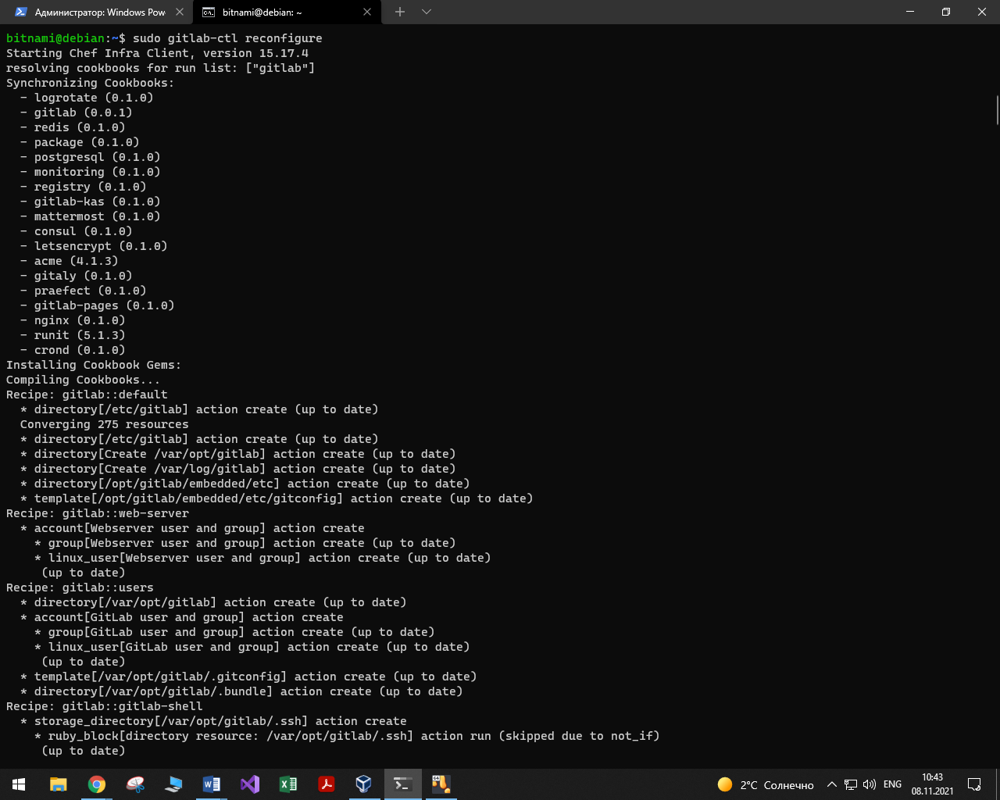 Администратор: Windows Pow
bitnami@debian: ~
bitnami@debian:~$ sudo gitlab-ctl reconfigure
Starting Chef Infra Client, version 15.17.4
resolving cookbooks for run list: ["gitlab"]
Synchronizing Cookbooks:
  - logrotate (0.1.0)
  - gitlab (0.0.1)
  - redis (0.1.0)
  - package (0.1.0)
  - postgresql (0.1.0)
  - monitoring (0.1.0)
  - registry (0.1.0)
  - gitlab-kas (0.1.0)
  - mattermost (0.1.0)
  - consul (0.1.0)
  - letsencrypt (0.1.0)
  - acme (4.1.3)
  - gitaly (0.1.0)
  - praefect (0.1.0)
  - gitlab-pages (0.1.0)
  - nginx (0.1.0)
  - runit (5.1.3)
  - crond (0.1.0)
Installing Cookbook Gems:
Compiling Cookbooks...
Recipe: gitlab::default
  * directory[/etc/gitlab] action create (up to date)
  Converging 275 resources
  * directory[/etc/gitlab] action create (up to date)
  * directory[Create /var/opt/gitlab] action create (up to date)
  * directory[Create /var/log/gitlab] action create (up to date)
  * directory[/opt/gitlab/embedded/etc] action create (up to date)
  * template[/opt/gitlab/embedded/etc/gitconfig] action create (up to date)
Recipe: gitlab::web-server
  * account[Webserver user and group] action create
    * group[Webserver user and group] action create (up to date)
    * linux_user[Webserver user and group] action create (up to date)
     (up to date)
Recipe: gitlab::users
  * directory[/var/opt/gitlab] action create (up to date)
  * account[GitLab user and group] action create
    * group[GitLab user and group] action create (up to date)
    * linux_user[GitLab user and group] action create (up to date)
     (up to date)
  * template[/var/opt/gitlab/.gitconfig] action create (up to date)
  * directory[/var/opt/gitlab/.bundle] action create (up to date)
Recipe: gitlab::gitlab-shell
  * storage_directory[/var/opt/gitlab/.ssh] action create
    * ruby_block[directory resource: /var/opt/gitlab/.ssh] action run (skipped due to not_if)
     (up to date)
2°C Солнечно
ENG
10:43
08.11.2021